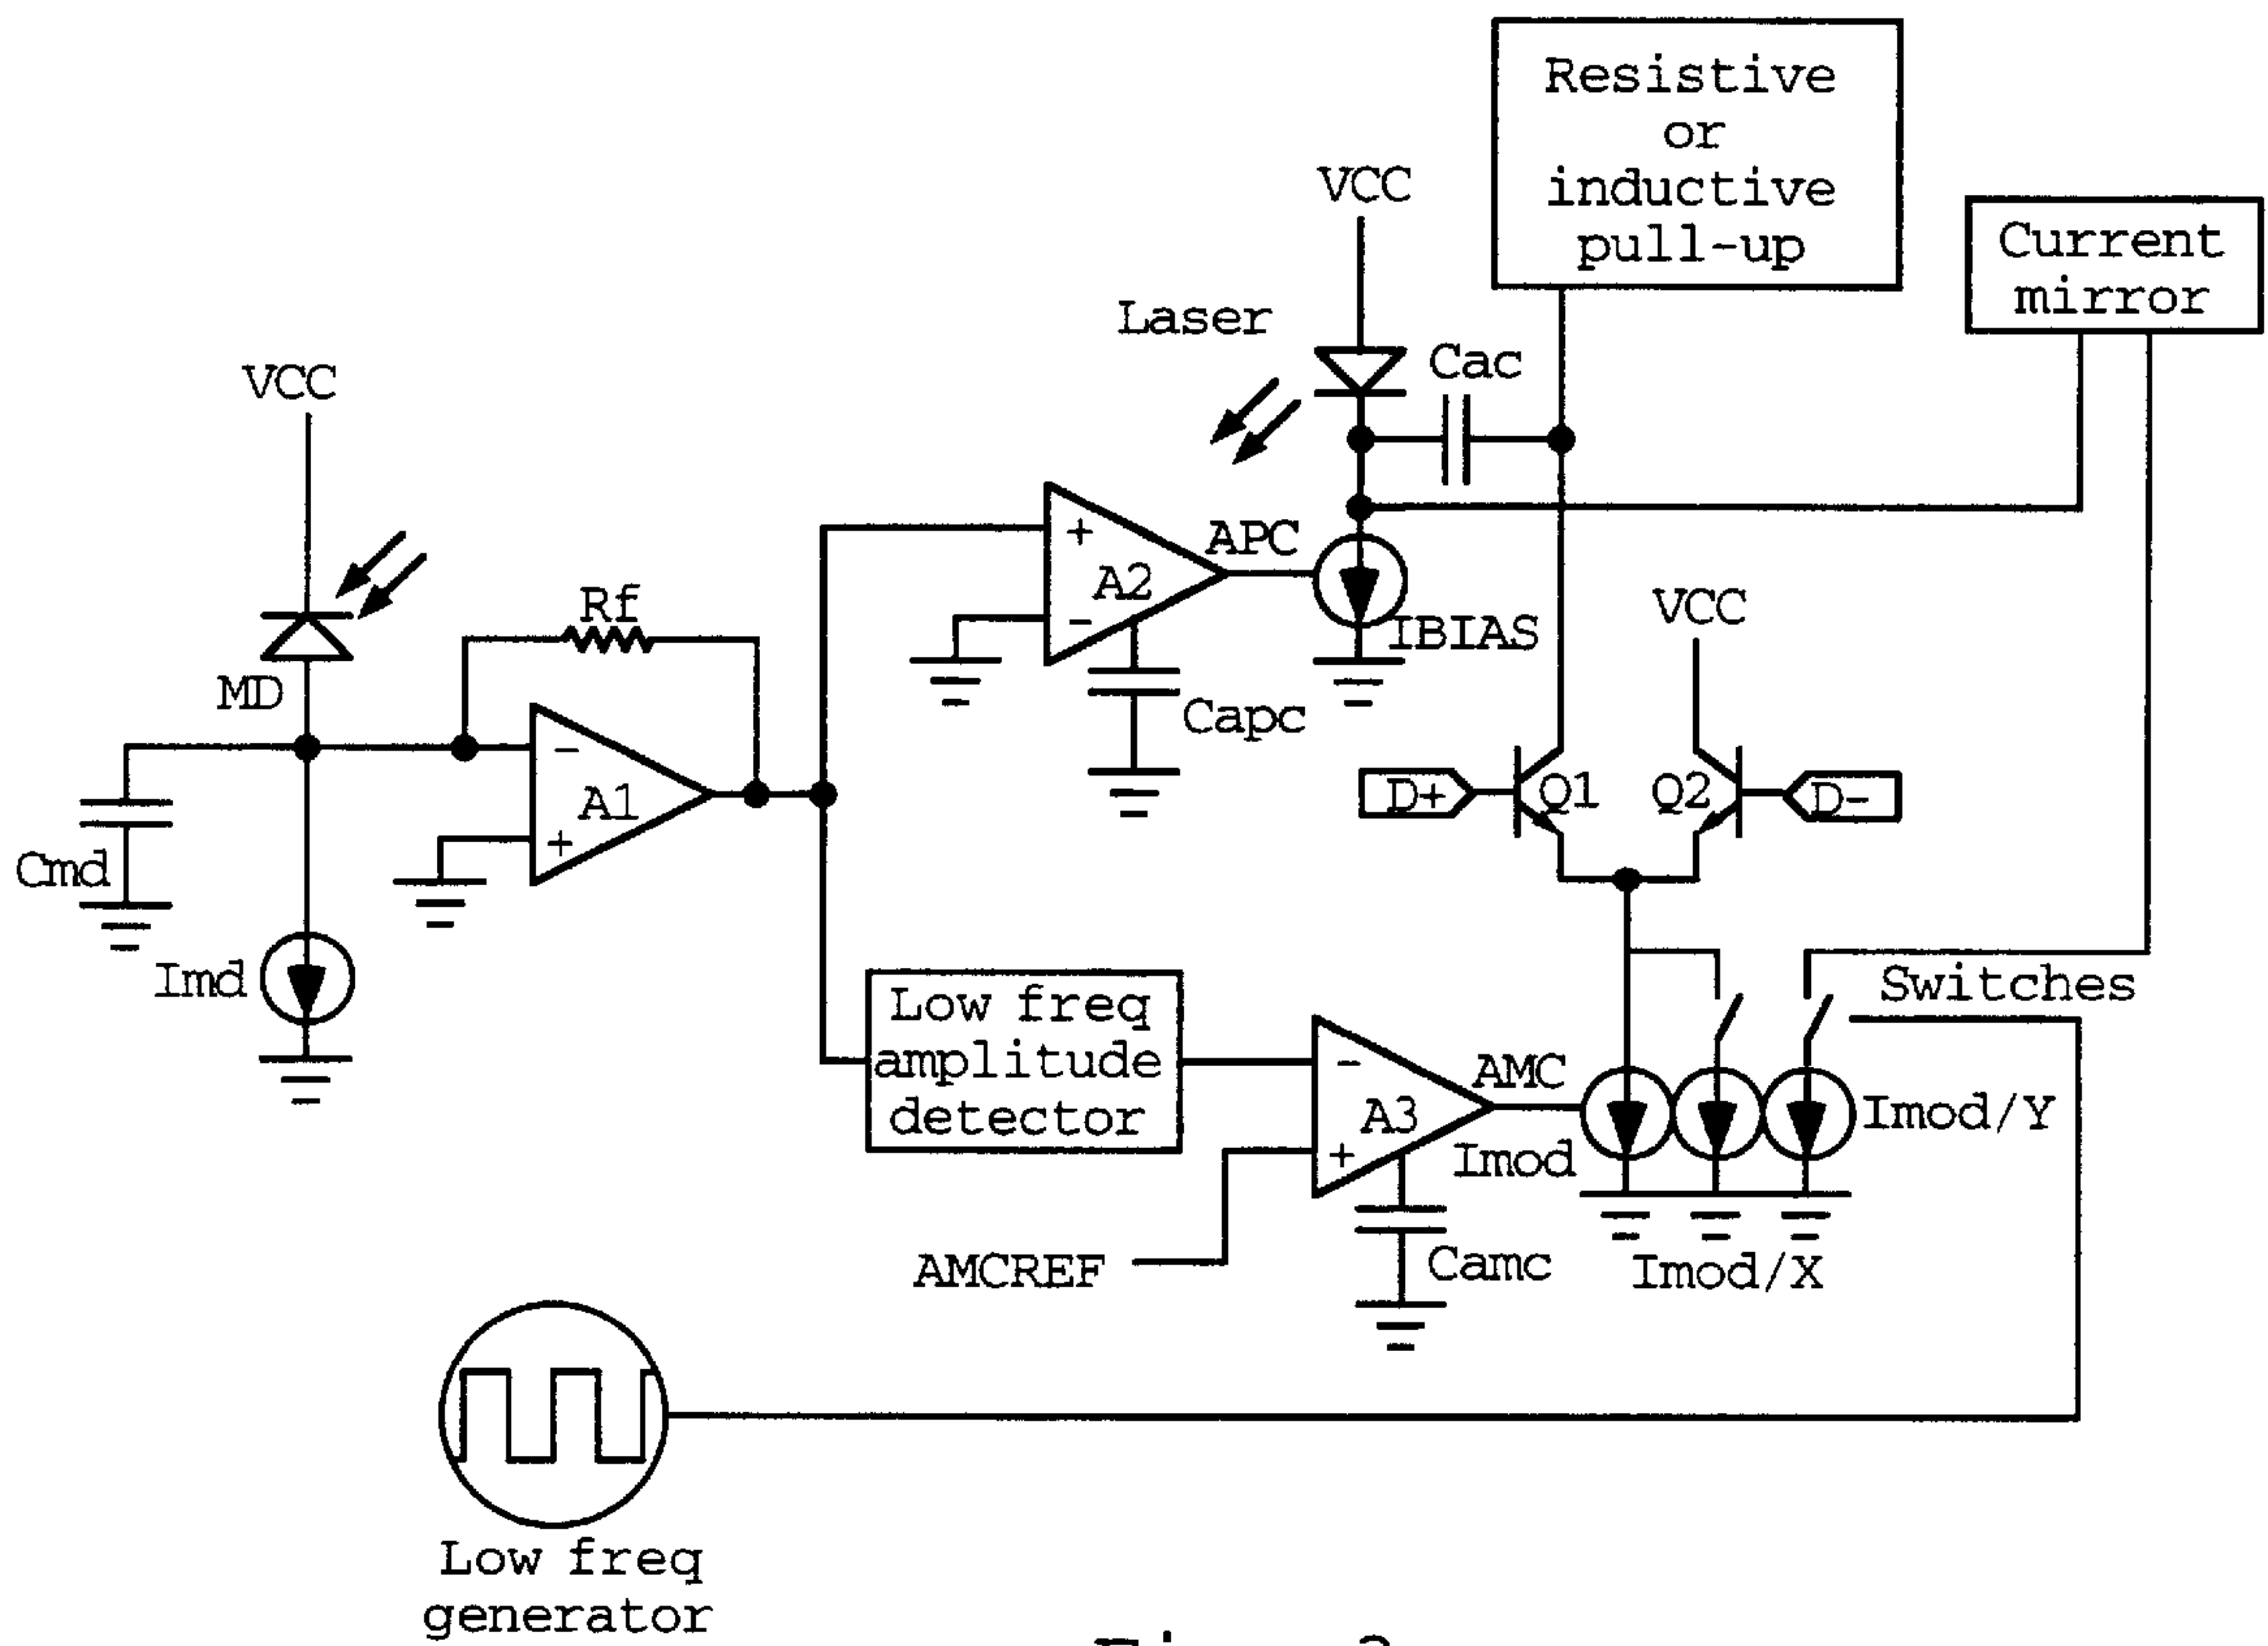 Resistive
or
inductive
pull-up
VCC
Current
mirror
Laser
Cac
VCC
APC
A2
+
-
IBIAS
Capc
Rf
MD
VCC
-
A1
+
D+
Q1
Q2
D-
Cmd
Imd
Switches
Low freq
amplitude
detector
-
A3
+
AMC
Imod
Imod/Y
AMCREF
Camc
Imod/X
Low freq
generator